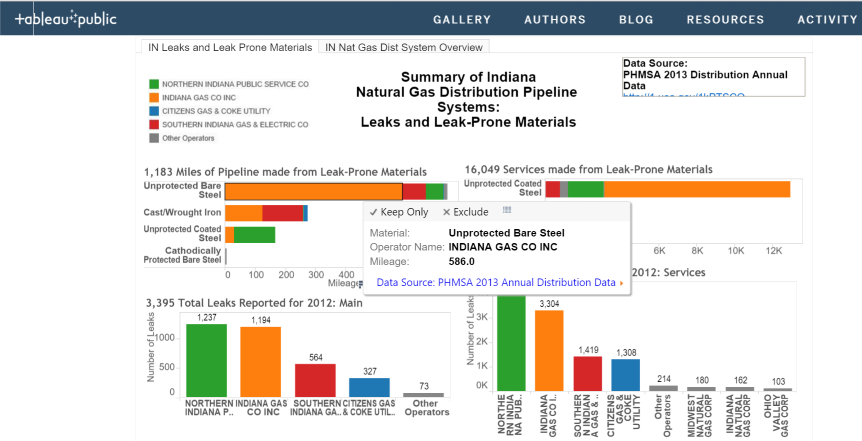 +ableau public
GALLERY AUTHORS BLOG RESOURCES ACTIVITY
IN Leaks and Leak Prone Materials IN Nat Gas Dist System Overview
NORTHERN INDIANA PUBLIC SERVICE CO
INDIANA GAS CO INC
CITIZENS GAS & COKE UTILITY
SOUTHERN INDIANA GAS & ELECTRIC CO
Other Operators
Summary of Indiana
Natural Gas Distribution Pipeline
Systems:
Leaks and Leak-Prone Materials
Data Source:
PHMSA 2013 Distribution Annual
Data
1,183 Miles of Pipeline made from Leak-Prone Materials
Unprotected Bare
Steel
Cast/Wrought Iron
Unprotected Coated
Steel
Cathodically
Protected Bare Steel
0 100 200 300 400
Mileage
16,049 Services made from Leak-Prone Materials
Unprotected Coated
Steel
6K 8K 10K 12K
Keep Only Exclude
Material: Unprotected Bare Steel
Operator Name: INDIANA GAS CO INC
Mileage: 586.0
Data Source: PHMSA 2013 Annual Distribution Data
3,395 Total Leaks Reported for 2012: Main
Number of Leaks
1000
500
0
1,237
1,194
564
327
73
NORTHERN
INDIANA P..
INDIANA GAS
CO INC
SOUTHERN
INDIANA GA..
CITIZENS GAS
& COKE UTIL..
Other
Operators
2012: Services
Number of Leaks
3K
2K
1K
0K
3,304
1,419
1,308
214
180
162
103
NORTHE
RN INDIA
NA PUB..
INDIANA
GAS CO I..
SOUTHER
N INDIAN
A GAS & ..
CITIZENS
GAS &
COKE
UTILITY
Other
Operators
MIDWEST
NATURAL
GAS CORP
INDIANA
NATURAL
GAS CORP
OHIO
VALLEY
GAS CORP